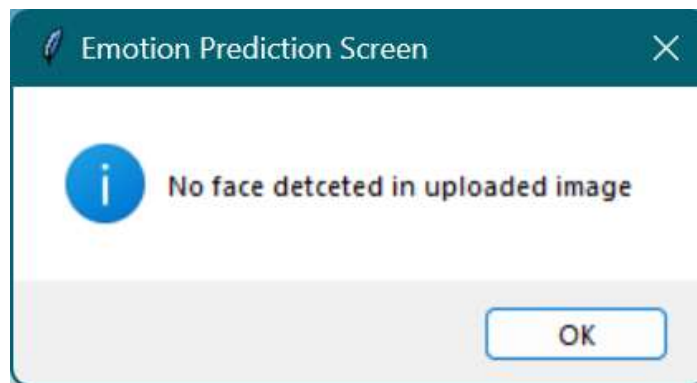 Emotion Prediction Screen
No face detceted in uploaded image
OK